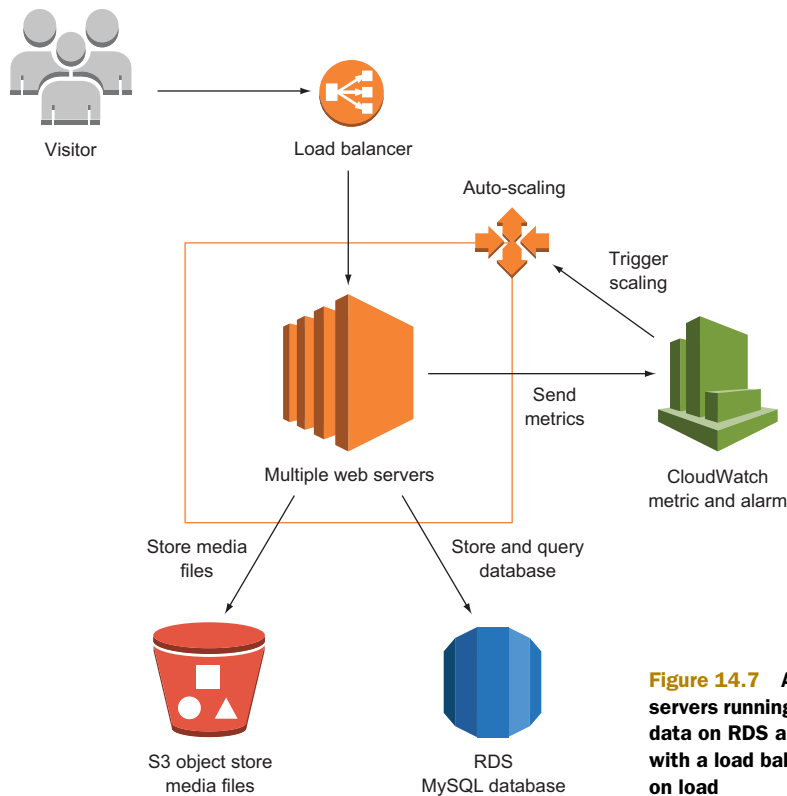 Visitor
Load balancer
Auto-scaling
Trigger
scaling
Send
metrics
Multiple web servers
CloudWatch
metric and alarm
Store media
files
Store and query
database
S3 object store
media files
RDS
MySQL database
Figure 14.7
servers running
data on RDS a
with a load bal
on load